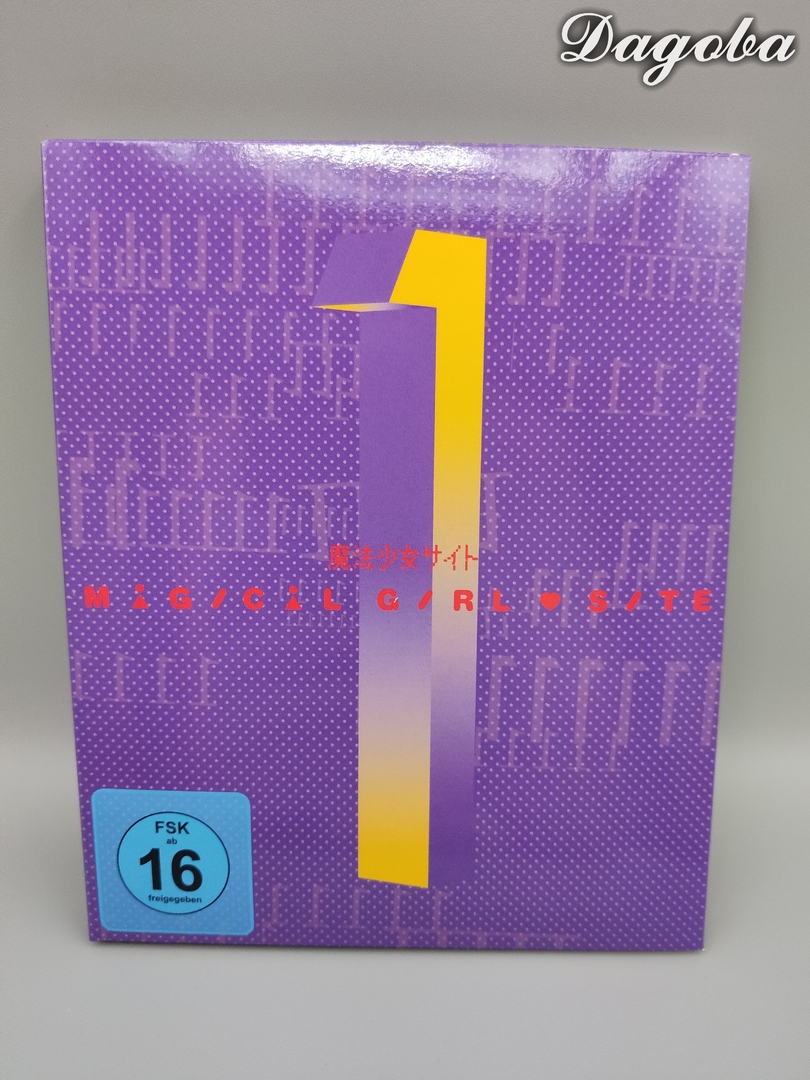 Dagoba
1
魔法少女サイト
MAGICAL GIRL♥SITE
FSK
ab
16
freigegeben